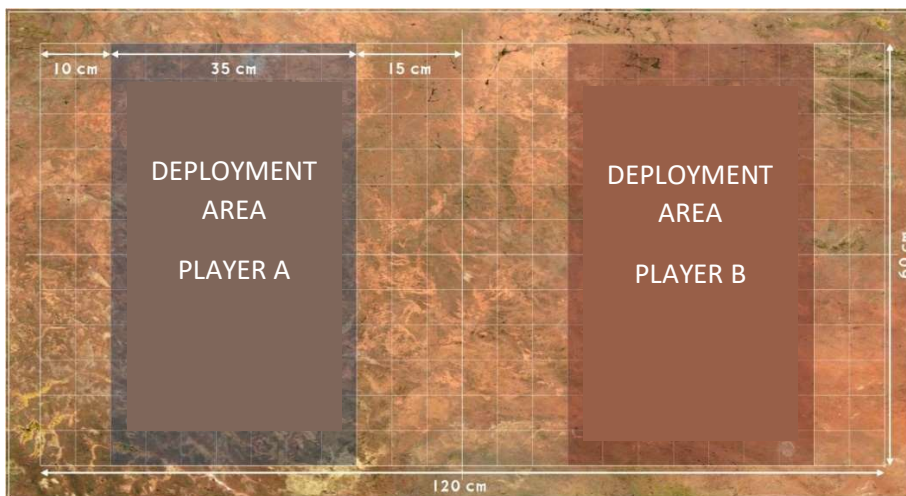 10 cm
35 cm
15 cm
DEPLOYMENT
AREA
PLAYER A
DEPLOYMENT
AREA
PLAYER B
60 cm
120 cm